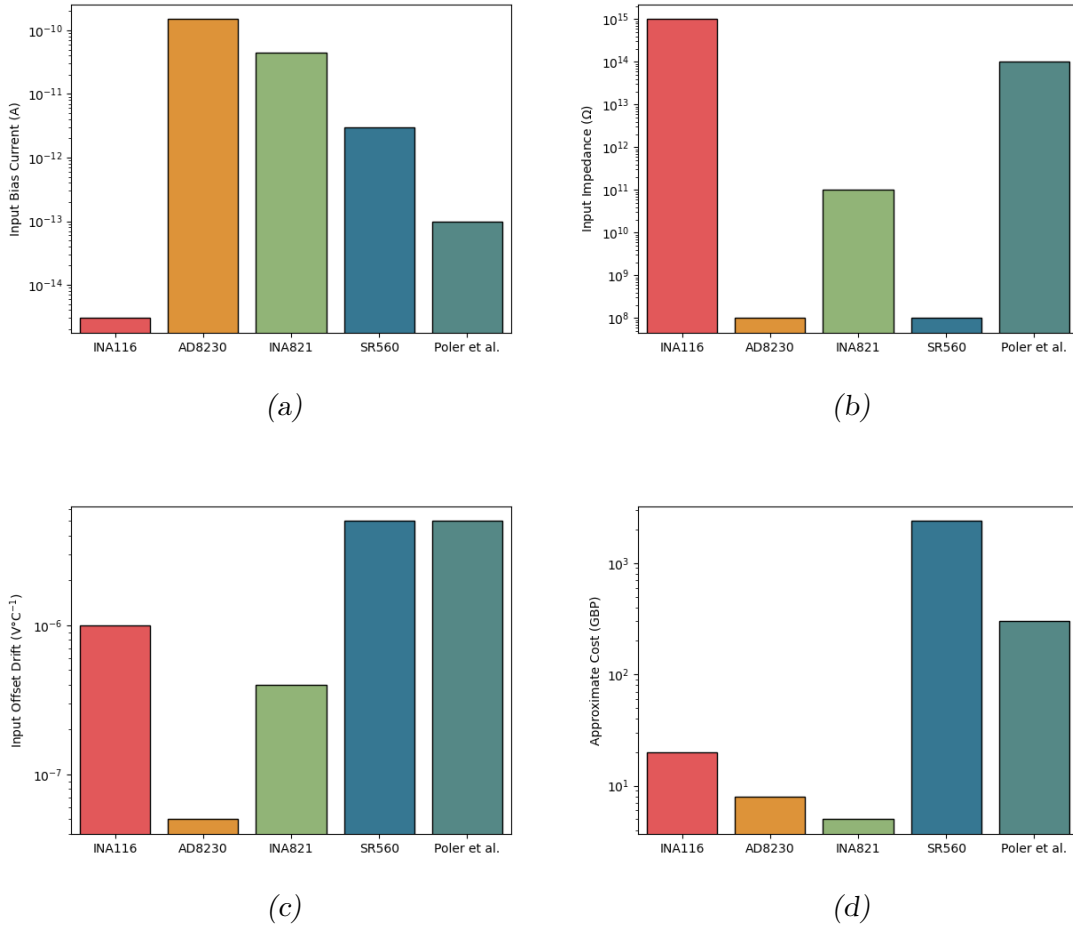 Input Bias Current (A)
10⁻¹⁰
10⁻¹¹
10⁻¹²
10⁻¹³
10⁻¹⁴
INA116 AD8230 INA821 SR560 Poler et al.
(a)
Input Impedance (Ω)
10¹⁵
10¹⁴
10¹³
10¹²
10¹¹
10¹⁰
10⁹
10⁸
INA116 AD8230 INA821 SR560 Poler et al.
(b)
Input Offset Drift (V°C⁻¹)
10⁻⁶
10⁻⁷
INA116 AD8230 INA821 SR560 Poler et al.
(c)
Approximate Cost (GBP)
10³
10²
10¹
INA116 AD8230 INA821 SR560 Poler et al.
(d)